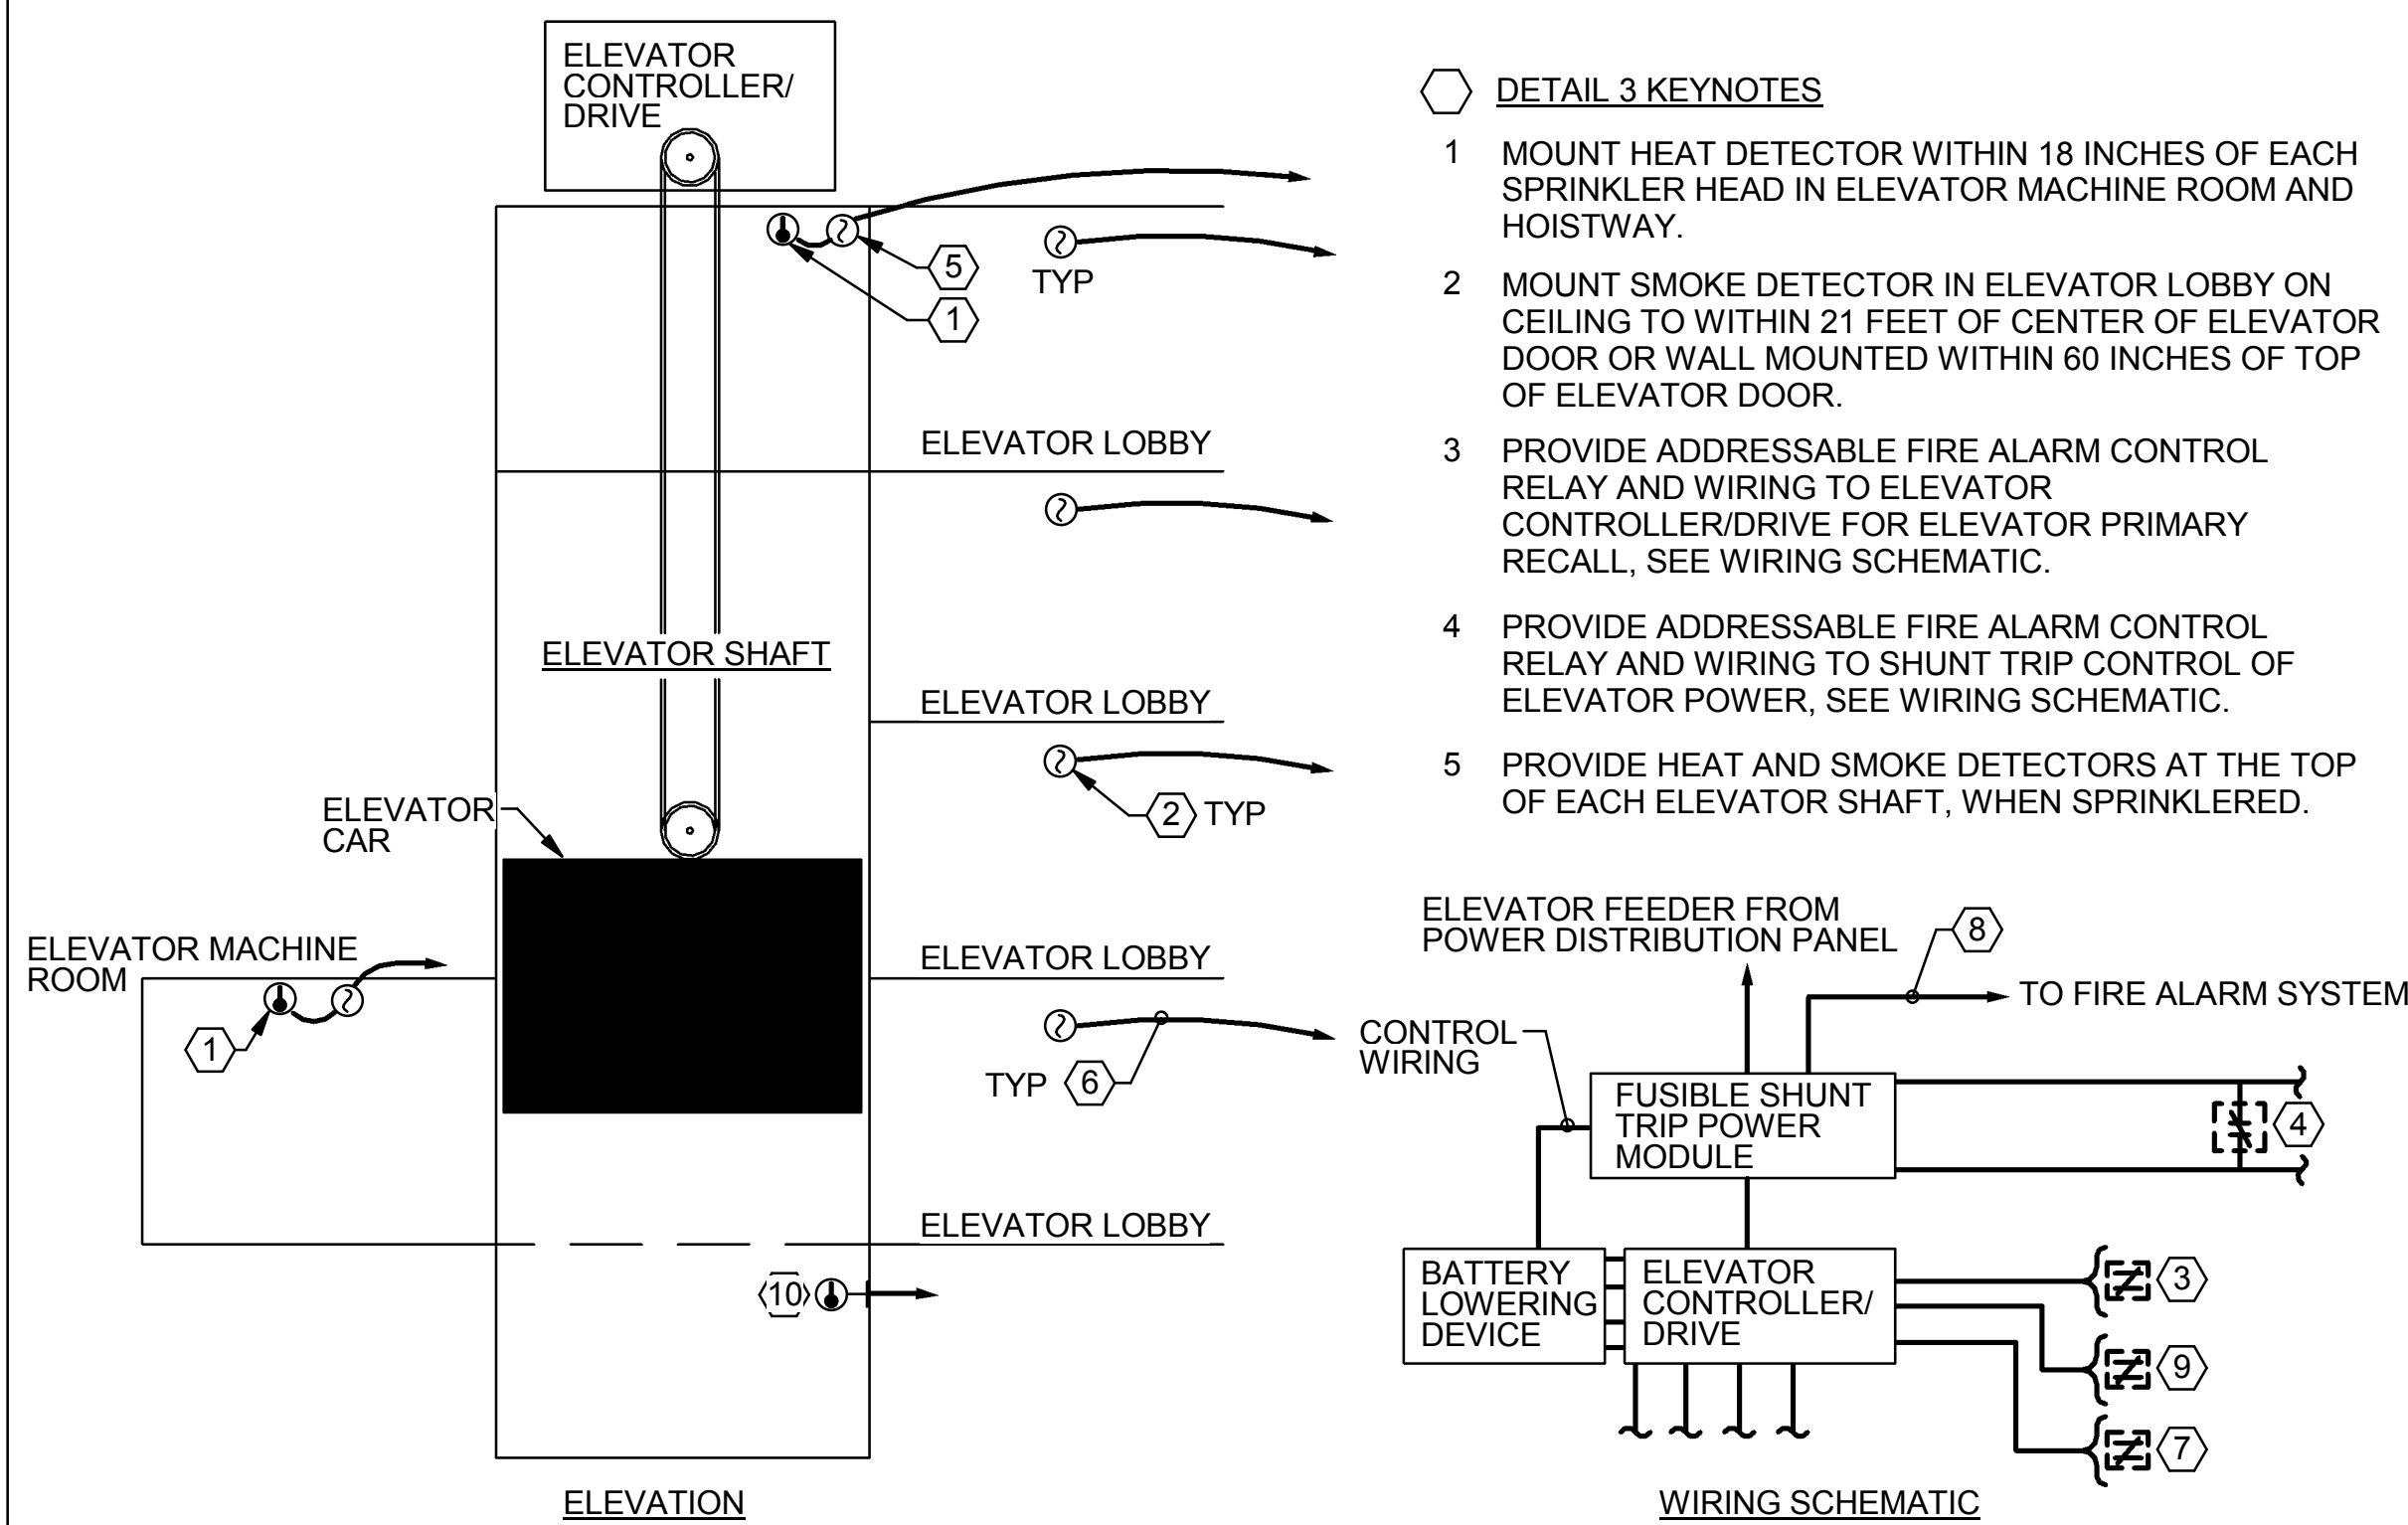 ELEVATOR
CONTROLLER/
DRIVE
5
1
TYP
ELEVATOR LOBBY
ELEVATOR SHAFT
ELEVATOR LOBBY
2 TYP
ELEVATOR
CAR
ELEVATOR MACHINE
ROOM
1
ELEVATOR LOBBY
TYP 6
ELEVATOR LOBBY
10
ELEVATION
DETAIL 3 KEYNOTES
1 MOUNT HEAT DETECTOR WITHIN 18 INCHES OF EACH
SPRINKLER HEAD IN ELEVATOR MACHINE ROOM AND
HOISTWAY.
2 MOUNT SMOKE DETECTOR IN ELEVATOR LOBBY ON
CEILING TO WITHIN 21 FEET OF CENTER OF ELEVATOR
DOOR OR WALL MOUNTED WITHIN 60 INCHES OF TOP
OF ELEVATOR DOOR.
3 PROVIDE ADDRESSABLE FIRE ALARM CONTROL
RELAY AND WIRING TO ELEVATOR
CONTROLLER/DRIVE FOR ELEVATOR PRIMARY
RECALL, SEE WIRING SCHEMATIC.
4 PROVIDE ADDRESSABLE FIRE ALARM CONTROL
RELAY AND WIRING TO SHUNT TRIP CONTROL OF
ELEVATOR POWER, SEE WIRING SCHEMATIC.
5 PROVIDE HEAT AND SMOKE DETECTORS AT THE TOP
OF EACH ELEVATOR SHAFT, WHEN SPRINKLERED.
ELEVATOR FEEDER FROM
POWER DISTRIBUTION PANEL
8
TO FIRE ALARM SYSTEM
CONTROL
WIRING
FUSIBLE SHUNT
TRIP POWER
MODULE
4
BATTERY
LOWERING
DEVICE
ELEVATOR
CONTROLLER/
DRIVE
3
9
7
WIRING SCHEMATIC